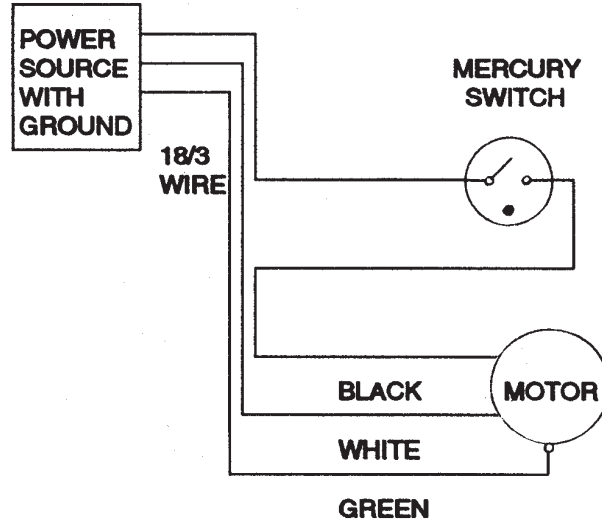 POWER
SOURCE
WITH
GROUND
MERCURY
SWITCH
18/3
WIRE
BLACK
MOTOR
WHITE
GREEN